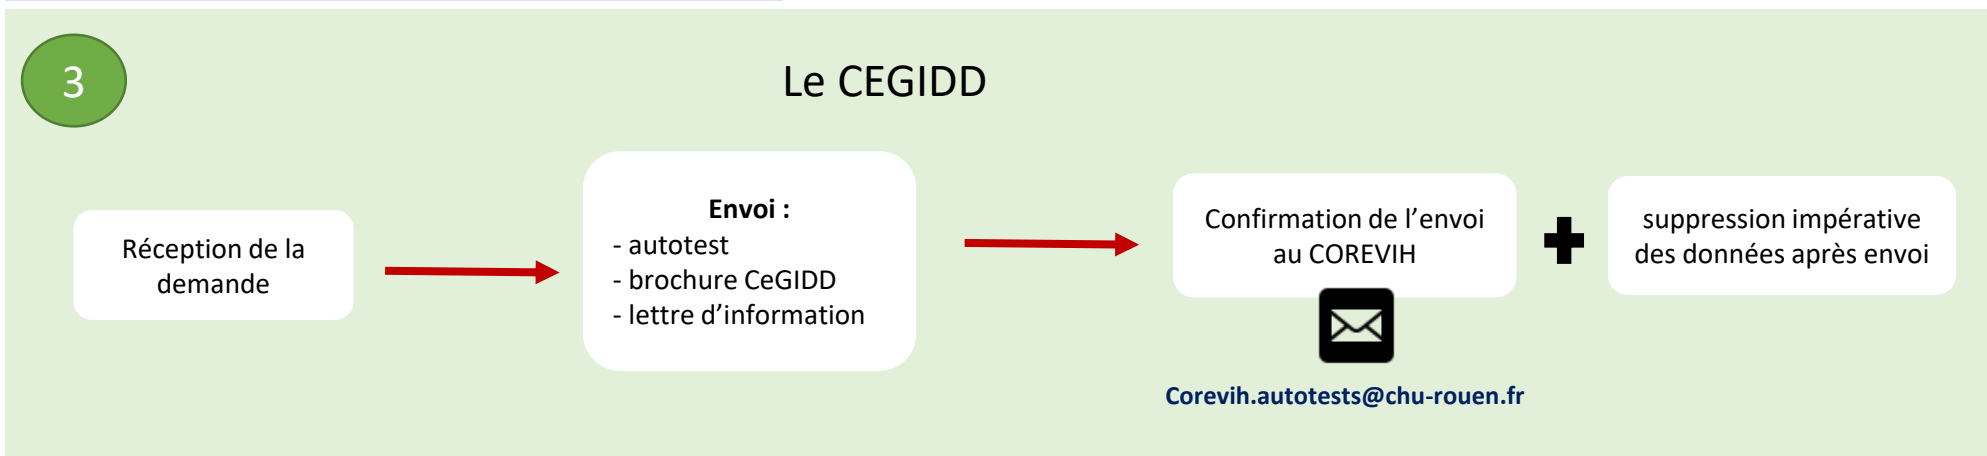 3
Le CEGIDD
Réception de la
demande
Envoi :
- autotest
- brochure CeGIDD
- lettre d’information
Confirmation de l’envoi
au COREVIH
Corevih.autotests@chu-rouen.fr
suppression impérative
des données après envoi